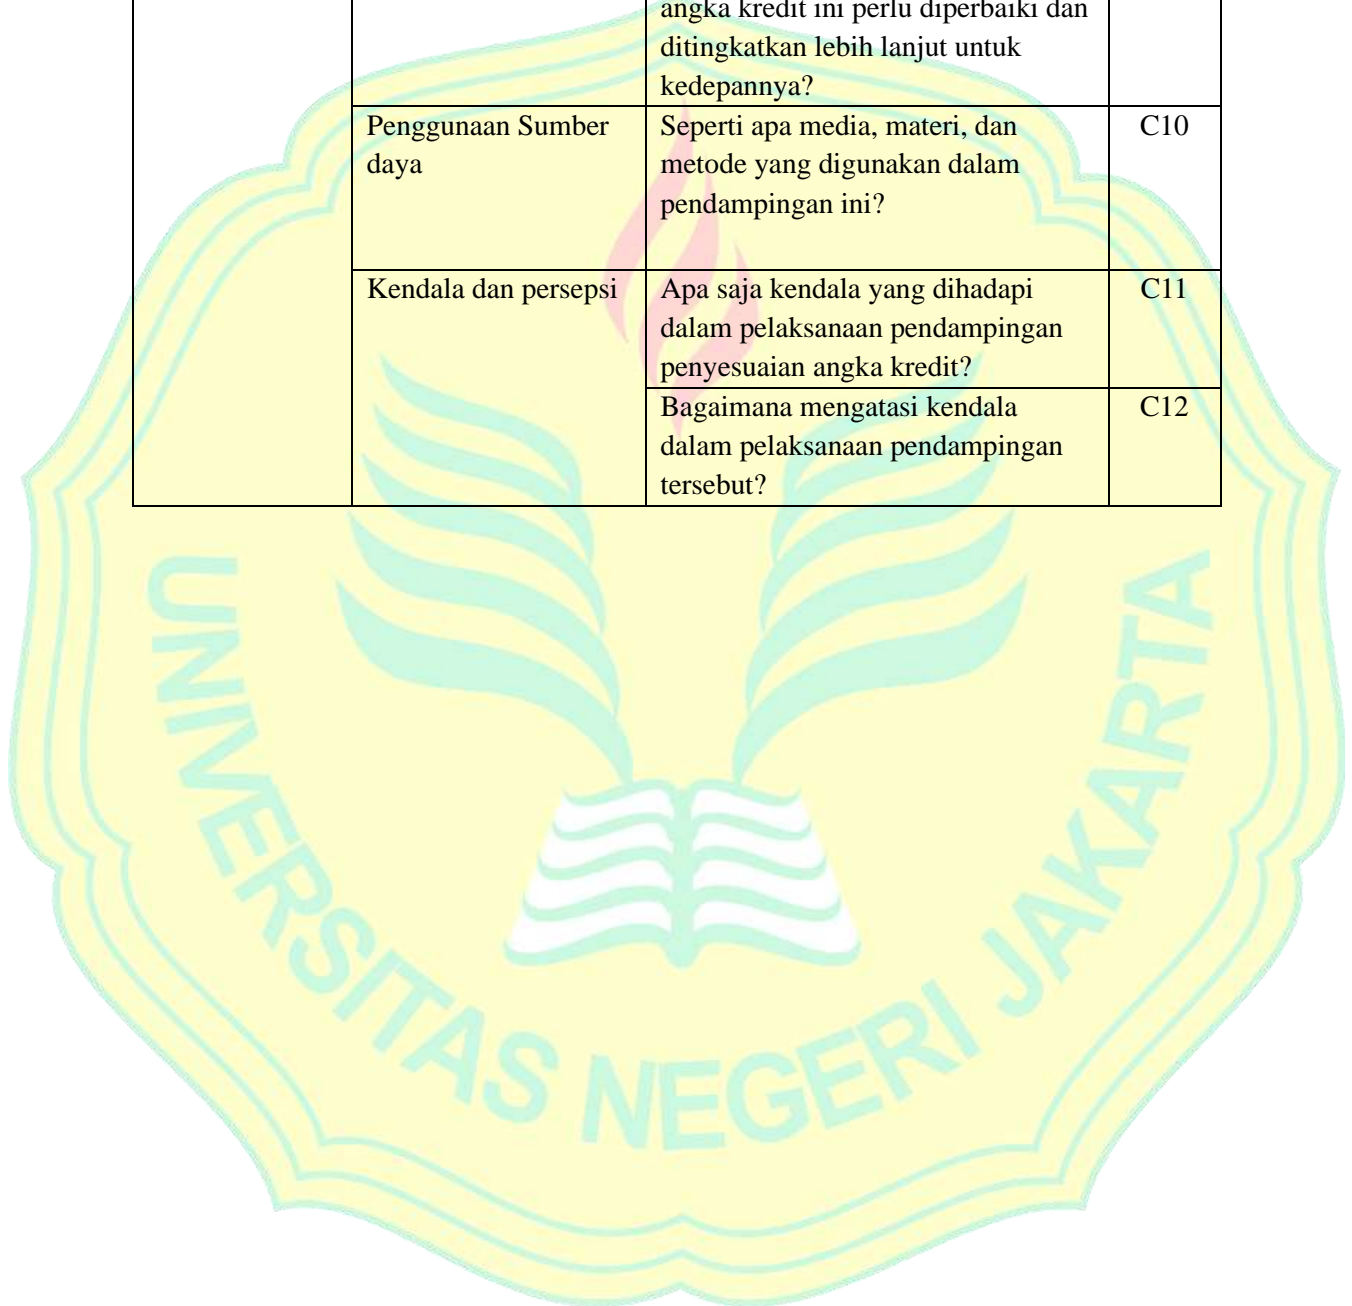 angka kredit ini perlu diperbaiki dan
ditingkatkan lebih lanjut untuk
kedepannya?
Penggunaan Sumber
daya
Seperti apa media, materi, dan
metode yang digunakan dalam
pendampingan ini?
C10
Kendala dan persepsi
Apa saja kendala yang dihadapi
dalam pelaksanaan pendampingan
penyesuaian angka kredit?
C11
Bagaimana mengatasi kendala
dalam pelaksanaan pendampingan
tersebut?
C12
UNIVERSITAS NEGERI JAKARTA